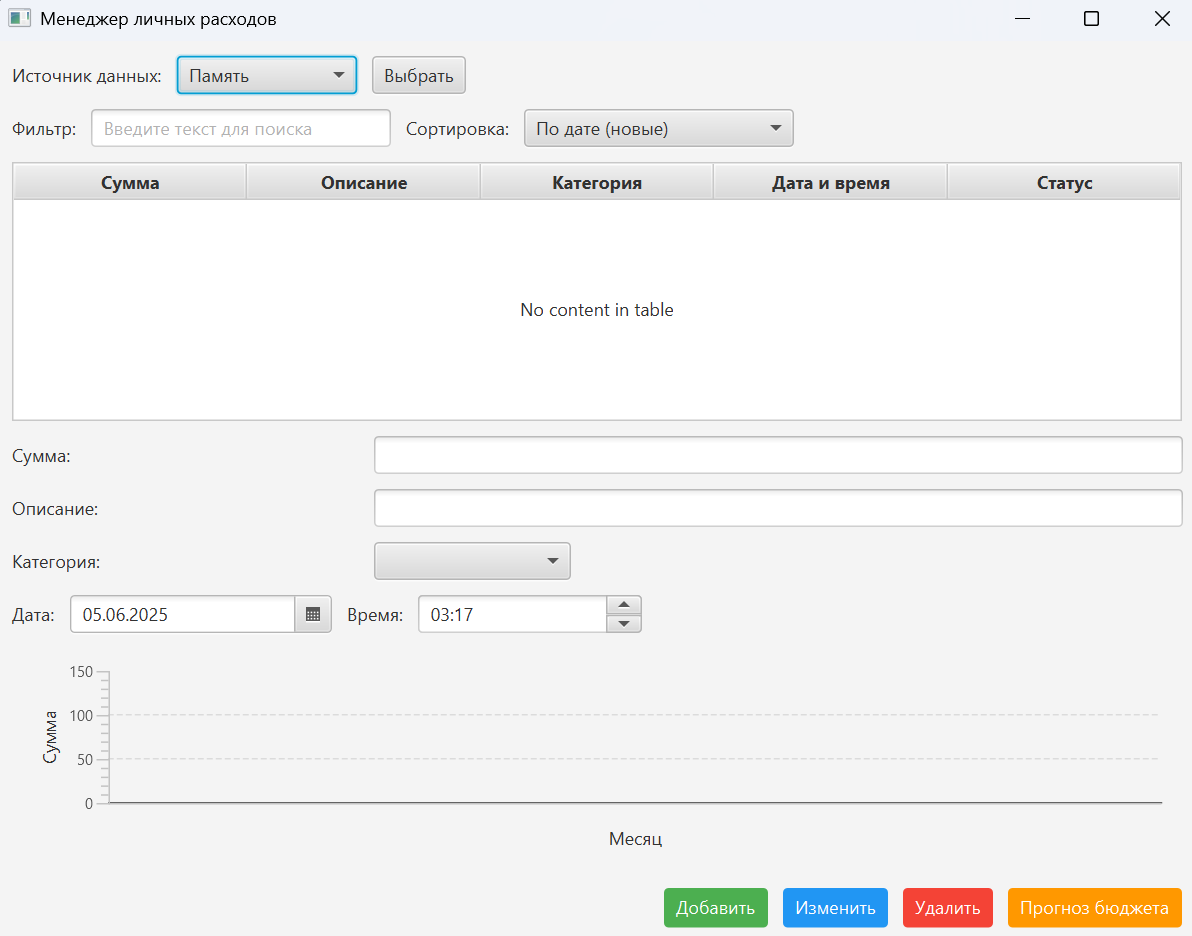 Менеджер личных расходов
Источник данных: Память Выбрать
Фильтр: Введите текст для поиска Сортировка: По дате (новые)
Сумма Описание Категория Дата и время Статус
No content in table
Сумма:
Описание:
Категория:
Дата: 05.06.2025 Время: 03:17
150
100
50
0
Сумма
Месяц
Добавить Изменить Удалить Прогноз бюджета